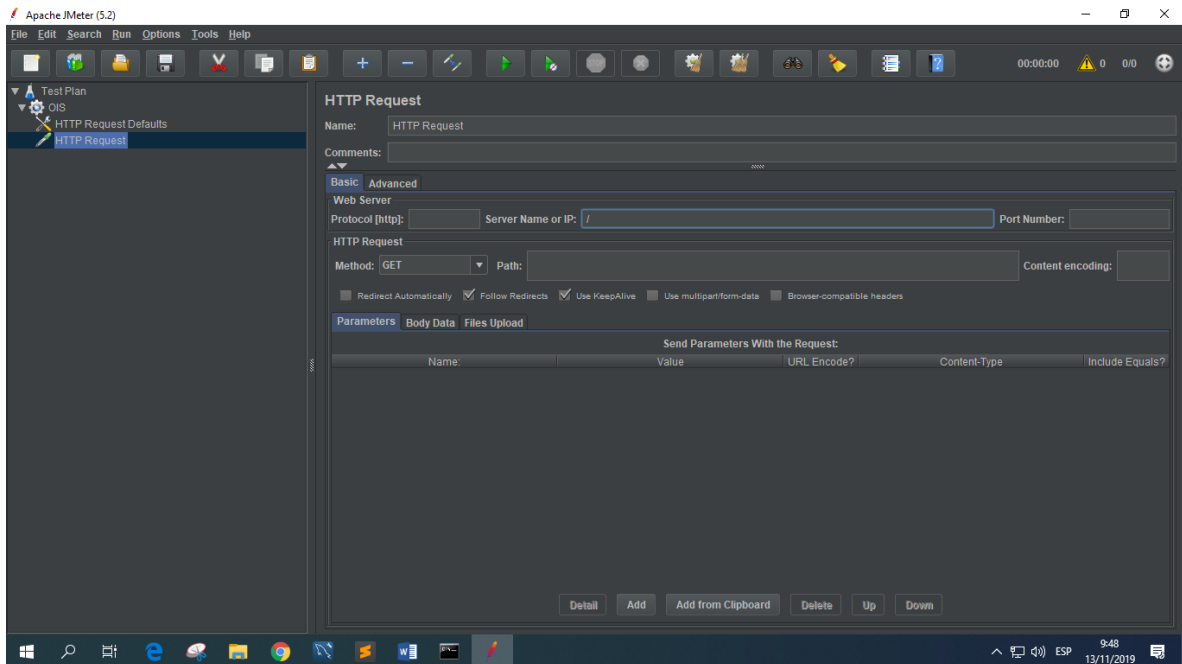 Apache JMeter (5.2)
File Edit Search Run Options Tools Help
00:00:00 0 0/0
Test Plan
OIS
HTTP Request Defaults
HTTP Request
HTTP Request
Name: HTTP Request
Comments:
Basic Advanced
Web Server
Protocol [http]: Server Name or IP: / Port Number:
HTTP Request
Method: GET Path: Content encoding:
Redirect Automatically Follow Redirects Use KeepAlive Use multipart/form-data Browser-compatible headers
Parameters Body Data Files Upload
Send Parameters With the Request:
Name: Value URL Encode? Content-Type Include Equals?
Detail Add Add from Clipboard Delete Up Down
ESP 9:48
13/11/2019